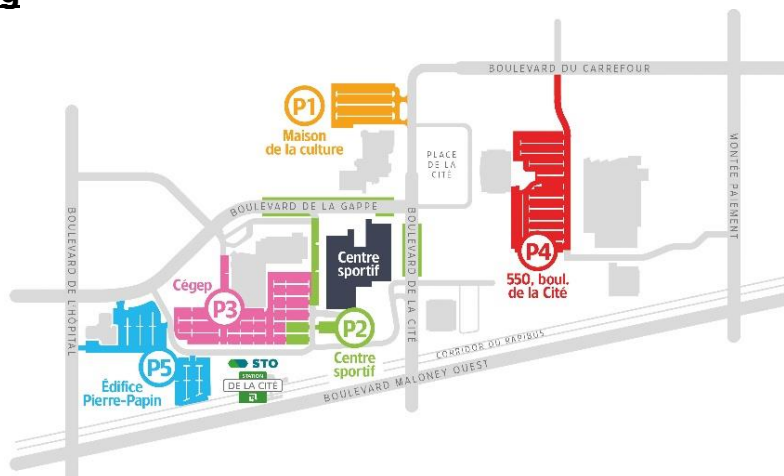 g
BOULEVARD DU CARREFOUR
P1
Maison
de la culture
PLACE
DE LA
CITÉ
MONTÉE PAIEMENT
BOULEVARD DE LA GAPPE
BOULEVARD DE L'HÔPITAL
BOULEVARD DE LA CITÉ
Centre
sportif
P4
550, boul.
de la Cité
Cégep
P3
P2
Centre
sportif
P5
Édifice
Pierre-Papin
STO
STATION
DE LA CITÉ
CORRIDOR DU RAPIBUS
BOULEVARD MALONEY OUEST